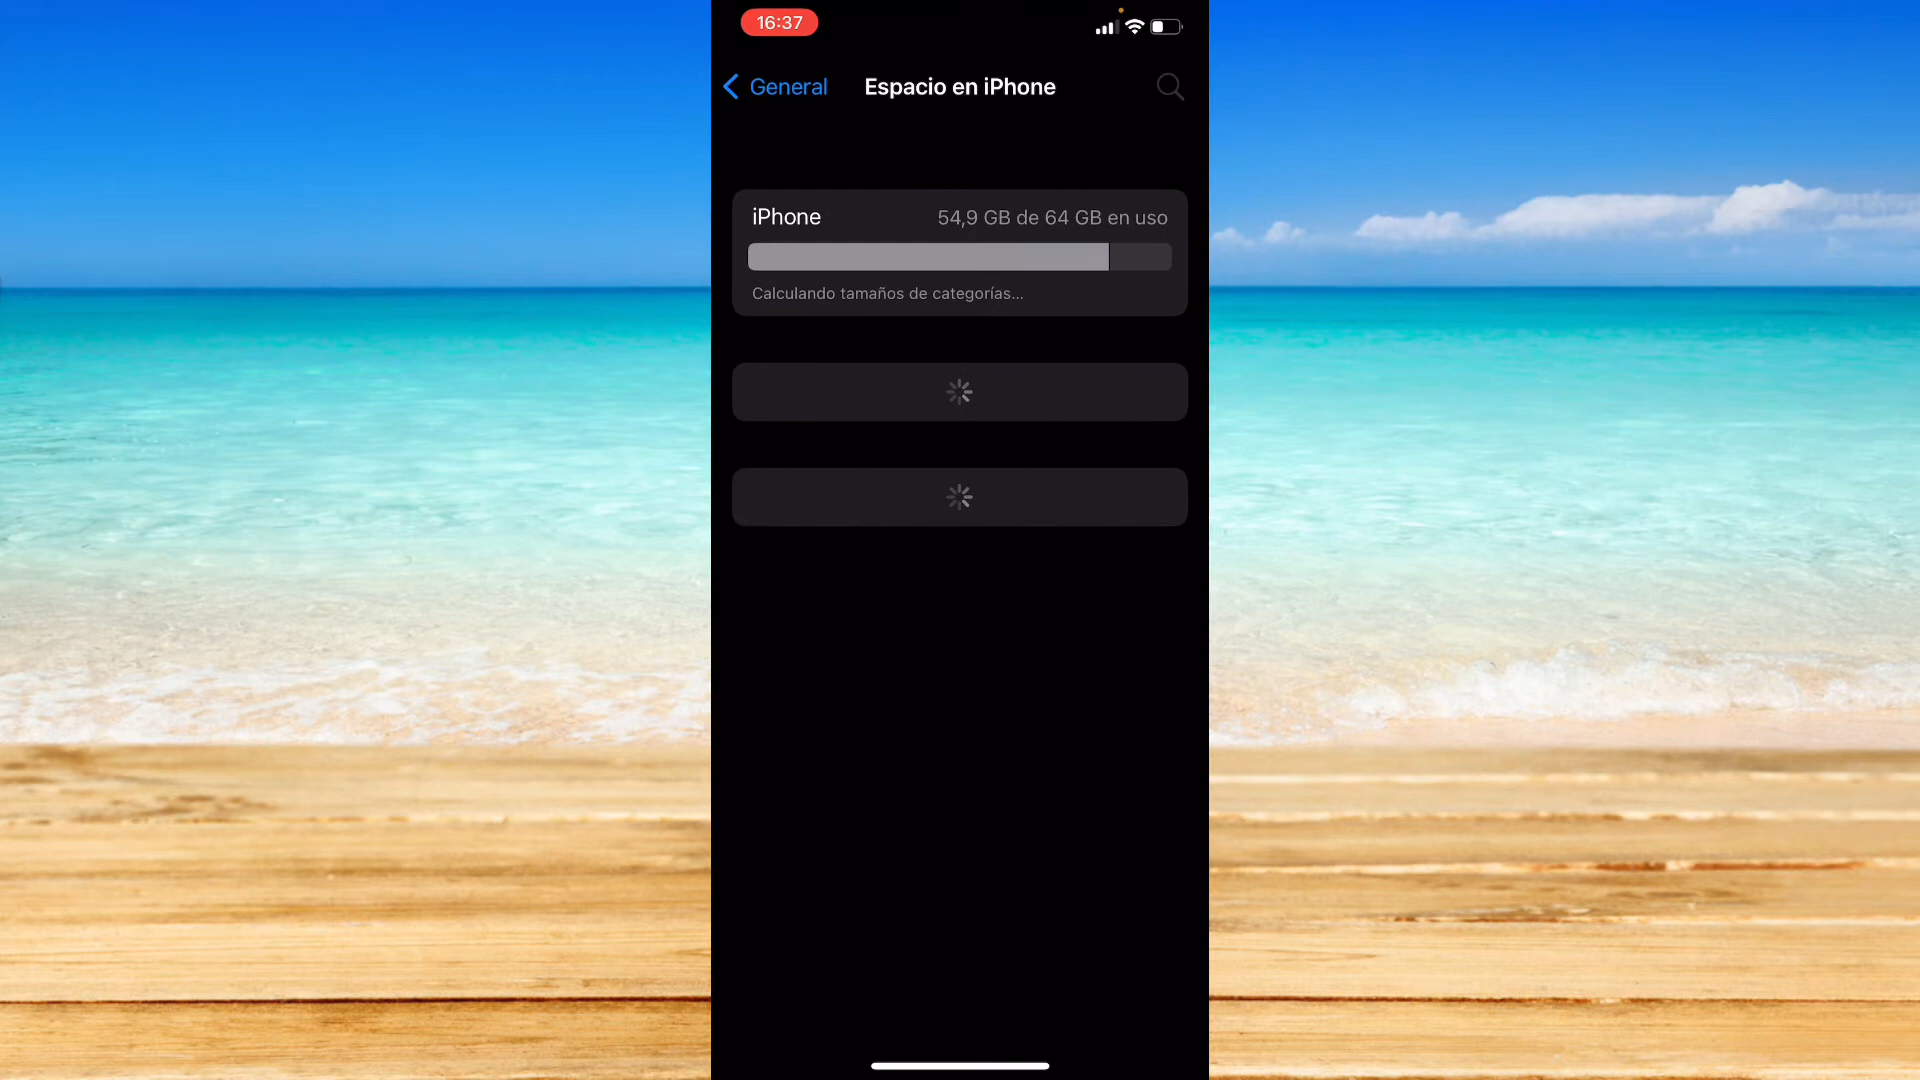 16:37
General
Espacio en iPhone
iPhone 54,9 GB de 64 GB en uso
Calculando tamaños de categorías...